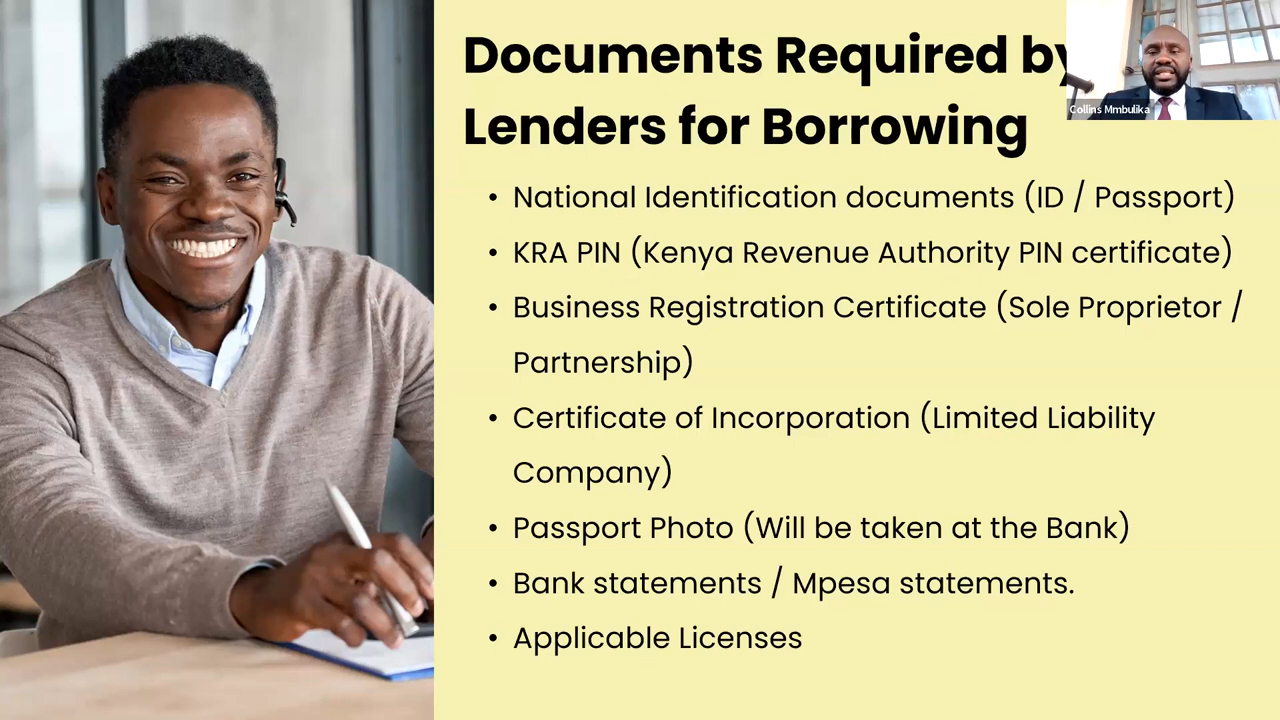 Documents Required by
Lenders for Borrowing
Collins Mmbulika
• National Identification documents (ID / Passport)
• KRA PIN (Kenya Revenue Authority PIN certificate)
• Business Registration Certificate (Sole Proprietor /
Partnership)
• Certificate of Incorporation (Limited Liability
Company)
• Passport Photo (Will be taken at the Bank)
• Bank statements / Mpesa statements.
• Applicable Licenses